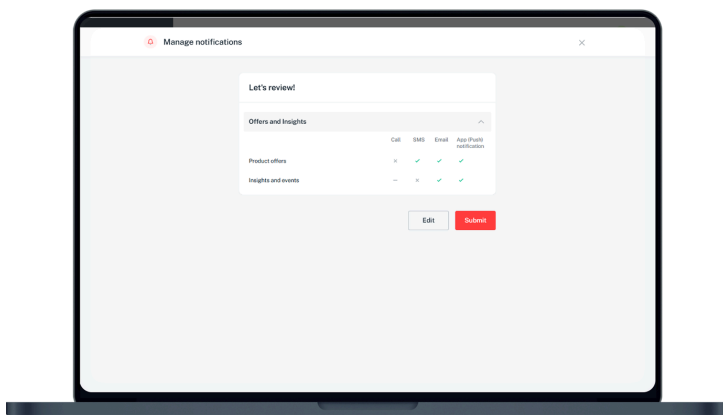 Manage notifications
Let's review!
Offers and Insights
Call SMS Email App (Push)
notification
Product offers
Insights and events
Edit Submit